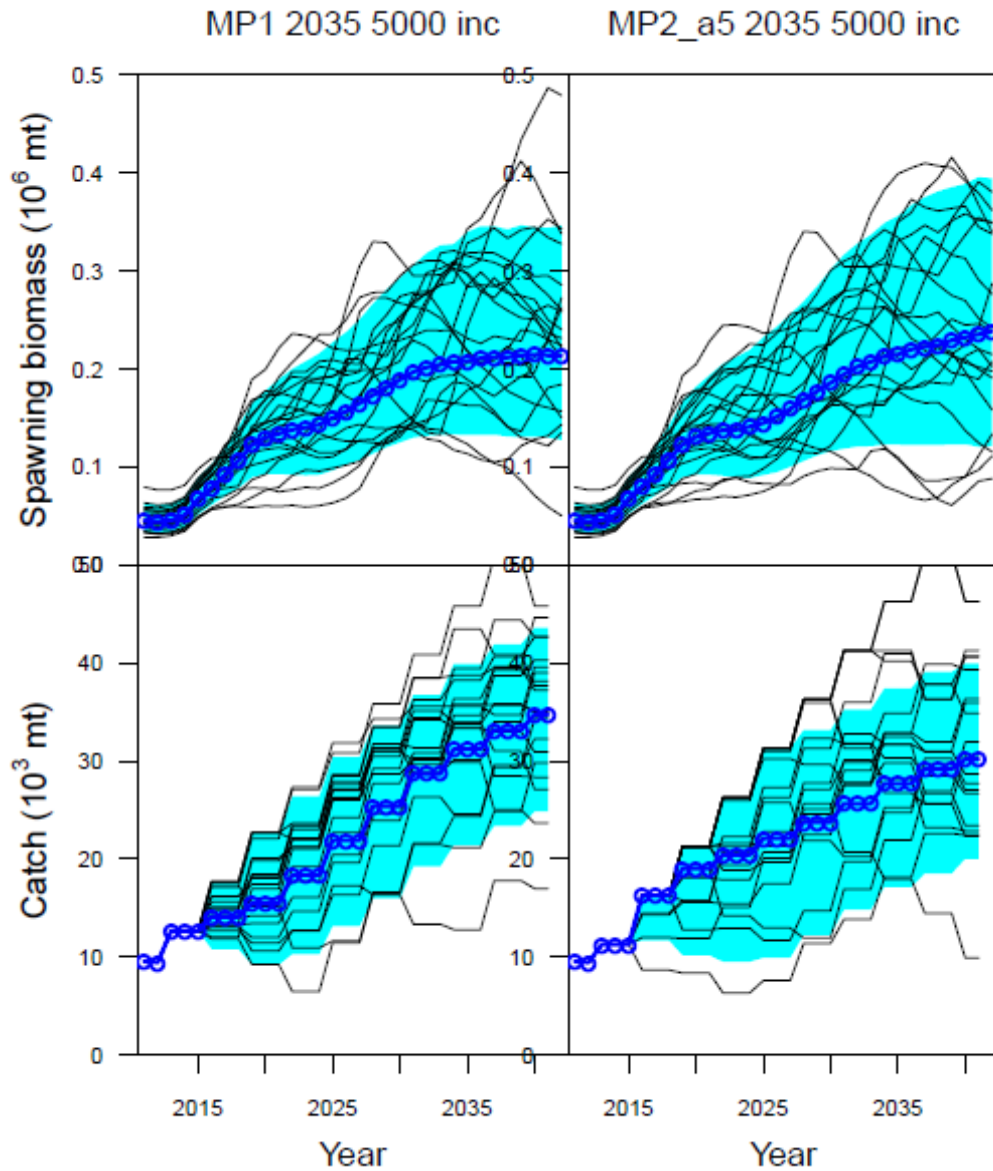 MP1 2035 5000 inc MP2_a5 2035 5000 inc
0.5 0.5
0.4 0.4
0.3 0.3
0.2 0.2
0.1 0.1
Spawning biomass (10⁶ mt)
50 50
40 40
30 30
20 20
10 10
0 0
Catch (10³ mt)
2015 2025 2035 2015 2025 2035
Year Year